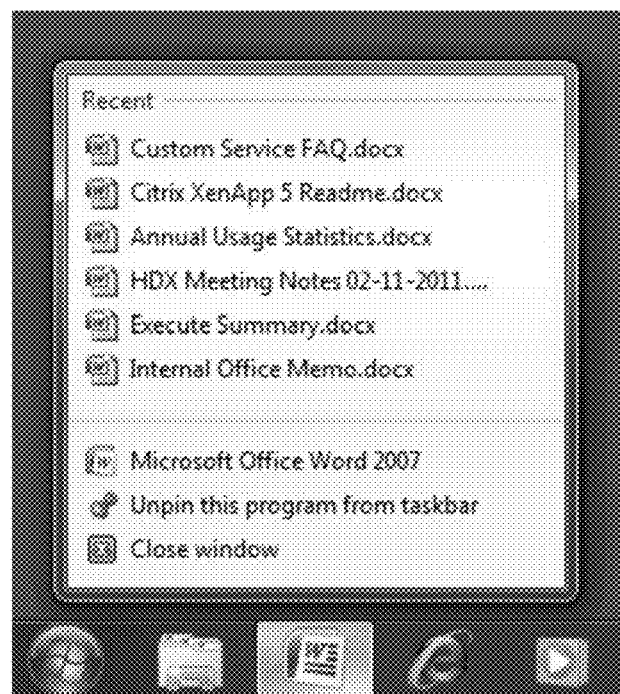 Recent
Custom Service FAQ.docx
Citrix XenApp 5 Readme.docx
Annual Usage Statistics.docx
HDX Meeting Notes 02-11-2011....
Execute Summary.docx
Internal Office Memo.docx
Microsoft Office Word 2007
Unpin this program from taskbar
Close window